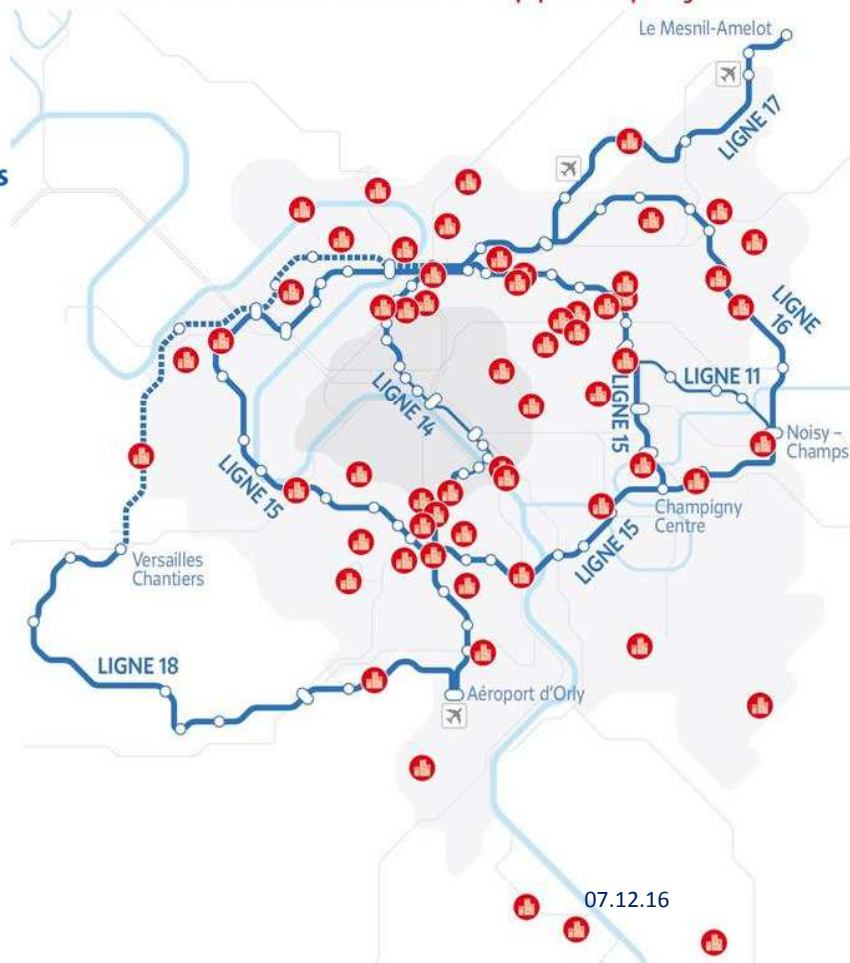 Le Mesnil-Amelot
LIGNE 17
LIGNE
16
LIGNE 14
LIGNE 15
LIGNE 11
Noisy –
Champs
LIGNE 15
Champigny
Centre
LIGNE 15
Versailles
Chantiers
LIGNE 18
Aéroport d'Orly
07.12.16